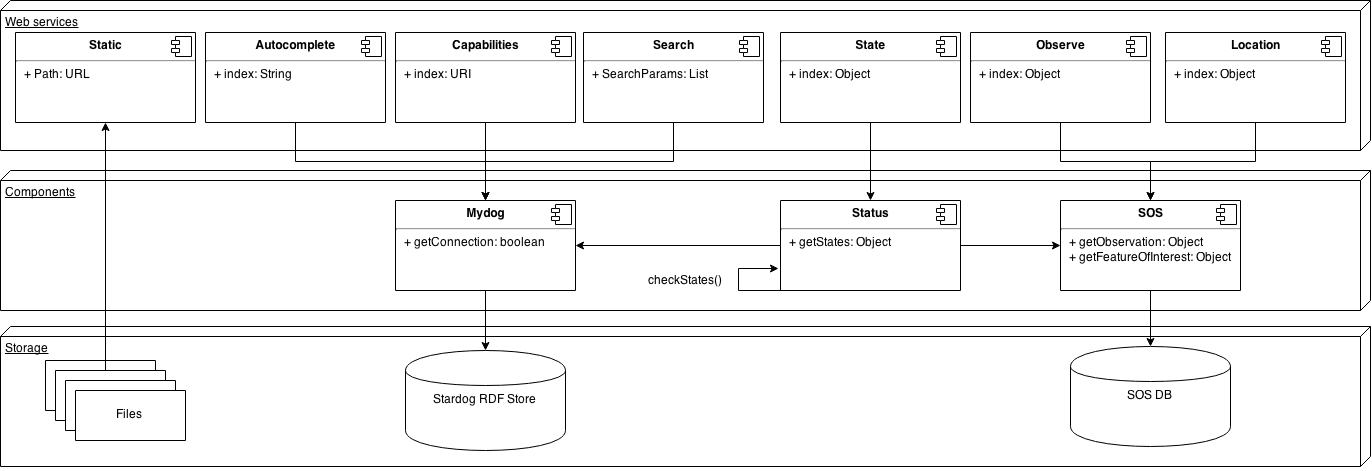 Web services
Static
+ Path: URL
Autocomplete
+ index: String
Capabilities
+ index: URI
Search
+ SearchParams: List
State
+ index: Object
Observe
+ index: Object
Location
+ index: Object
Components
Mydog
+ getConnection: boolean
Status
+ getStates: Object
checkStates()
SOS
+ getObservation: Object
+ getFeatureOfInterest: Object
Storage
Files
Stardog RDF Store
SOS DB